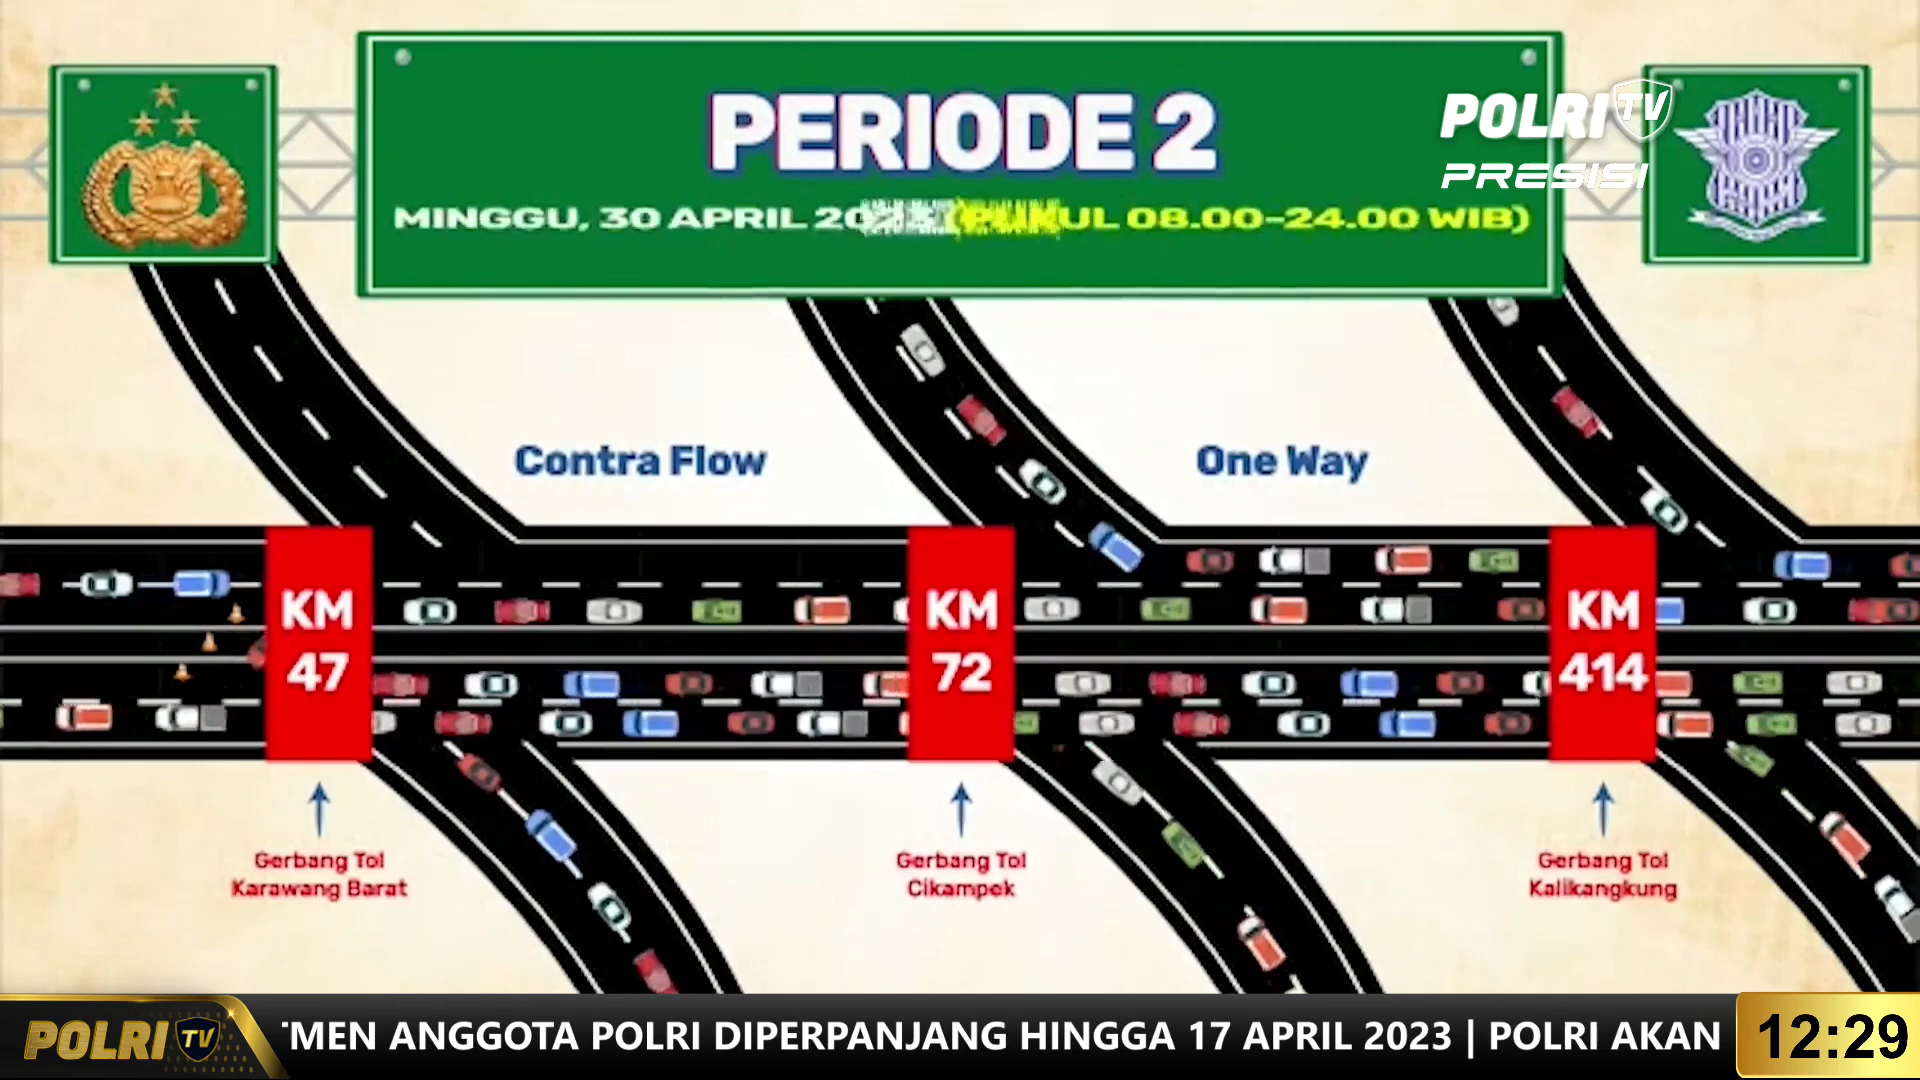 PERIODE 2
POLRI TV
PRESISI
MINGGU, 30 APRIL 2023 (PUKUL 08.00-24.00 WIB)
Contra Flow
One Way
KM
47
KM
72
KM
414
Gerbang Tol
Karawang Barat
Gerbang Tol
Cikampek
Gerbang Tol
Kalikangkung
POLRI TV
MEN ANGGOTA POLRI DIPERPANJANG HINGGA 17 APRIL 2023 | POLRI AKAN
12:29